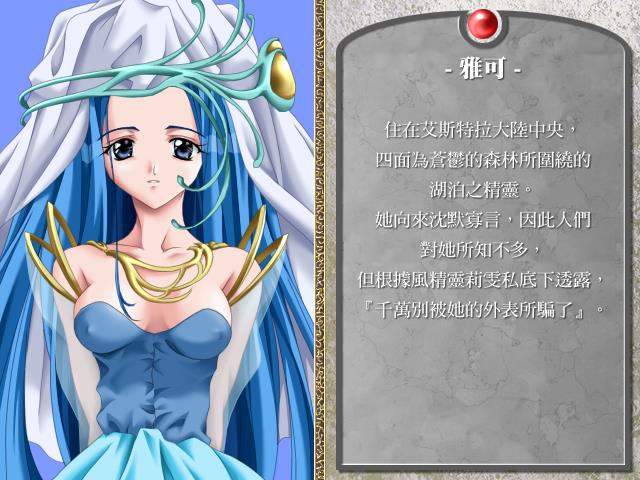 - 雅可 -
住在艾斯特拉大陸中央，
四面為蒼鬱的森林所圍繞的
湖泊之精靈。
她向來沈默寡言，因此人們
對她所知不多，
但根據風精靈莉雯私底下透露，
『千萬別被她的外表所騙了』。